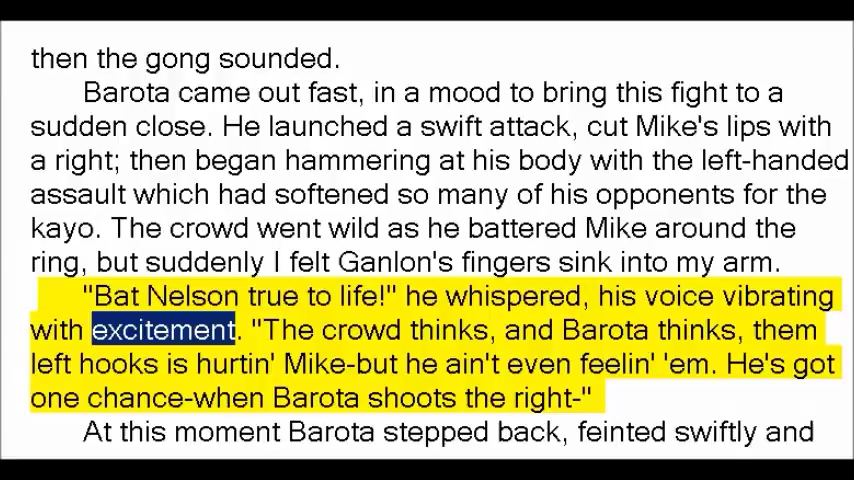 then the gong sounded.
Barota came out fast, in a mood to bring this fight to a
sudden close. He launched a swift attack, cut Mike's lips with
a right; then began hammering at his body with the left-handed
assault which had softened so many of his opponents for the
kayo. The crowd went wild as he battered Mike around the
ring, but suddenly I felt Ganlon's fingers sink into my arm.
"Bat Nelson true to life!" he whispered, his voice vibrating
with excitement. "The crowd thinks, and Barota thinks, them
left hooks is hurtin' Mike-but he ain't even feelin' 'em. He's got
one chance-when Barota shoots the right-"
At this moment Barota stepped back, feinted swiftly and